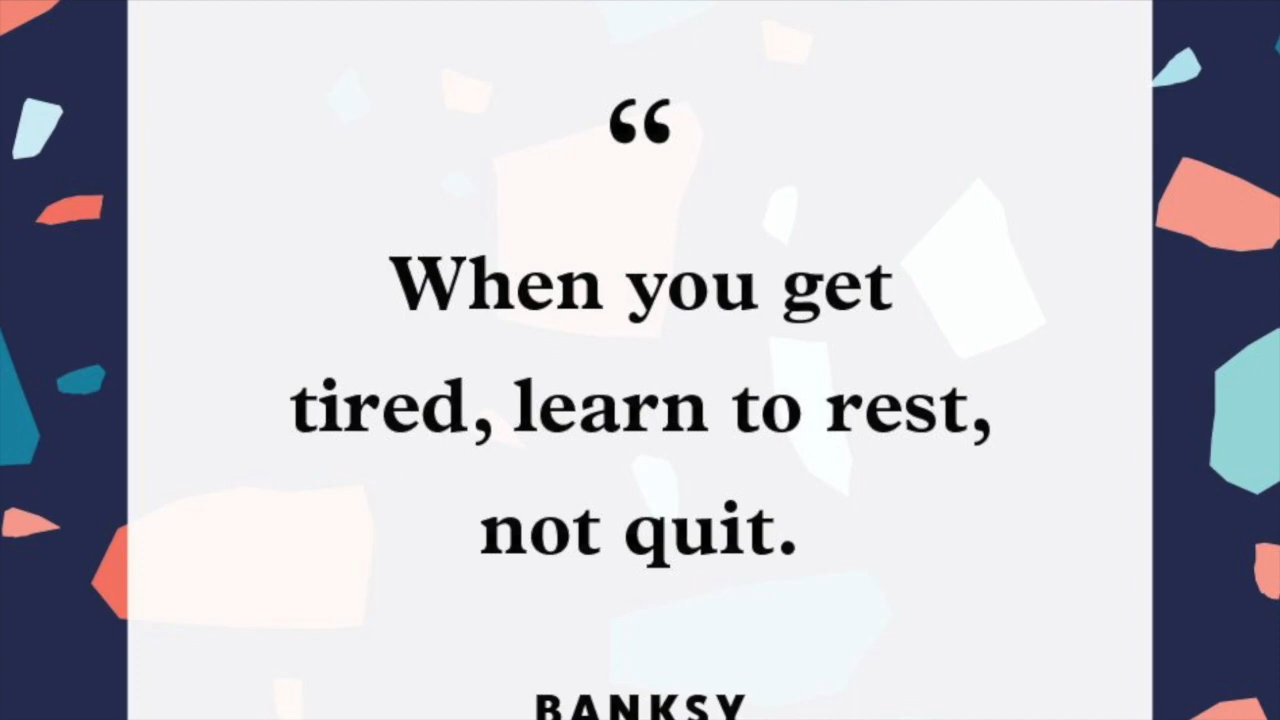 “
When you get
tired, learn to rest,
not quit.
BANKSY